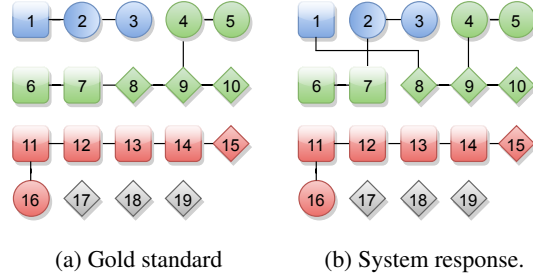 1 2 3 4 5 1 2 3 4 5
6 7 8 9 10 6 7 8 9 10
11 12 13 14 15 11 12 13 14 15
16 17 18 19 16 17 18 19
(a) Gold standard (b) System response.